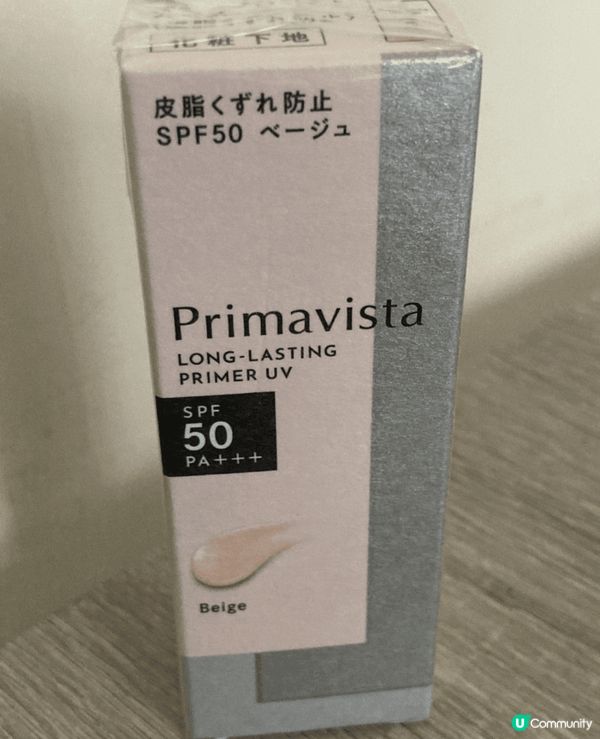 化粧下地
皮脂くずれ防止
SPF50 ベージュ
Primavista
LONG-LASTING
PRIMER UV
SPF
50
PA+++
Beige
U Community